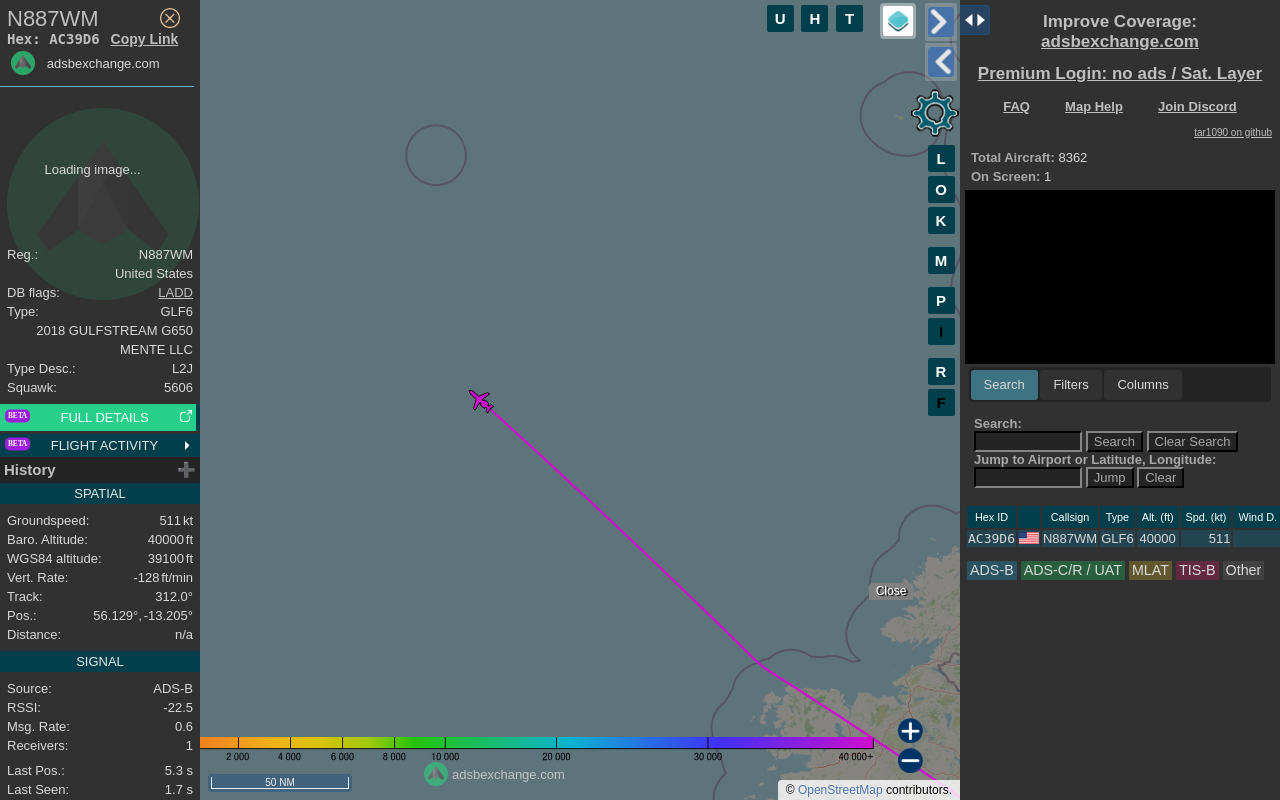 N887WM
Hex: AC39D6 Copy Link
adsbexchange.com
Loading image...
Reg.: N887WM
United States
DB flags: LADD
Type: GLF6
2018 GULFSTREAM G650
MENTE LLC
Type Desc.: L2J
Squawk: 5606
BETA FULL DETAILS
BETA FLIGHT ACTIVITY
History
SPATIAL
Groundspeed: 511 kt
Baro. Altitude: 40000 ft
WGS84 altitude: 39100 ft
Vert. Rate: -128 ft/min
Track: 312.0°
Pos.: 56.129°, -13.205°
Distance: n/a
SIGNAL
Source: ADS-B
RSSI: -22.5
Msg. Rate: 0.6
Receivers: 1
Last Pos.: 5.3 s
Last Seen: 1.7 s
U H T
L
O
K
M
P
I
R
F
Close
2 000 4 000 6 000 8 000 10 000 20 000 30 000 40 000+
50 NM
adsbexchange.com
© OpenStreetMap contributors.
Improve Coverage:
adsbexchange.com
Premium Login: no ads / Sat. Layer
FAQ Map Help Join Discord
tar1090 on github
Total Aircraft: 8362
On Screen: 1
Search Filters Columns
Search:
Search Clear Search
Jump to Airport or Latitude, Longitude:
Jump Clear
Hex ID Callsign Type Alt. (ft) Spd. (kt) Wind D.
AC39D6 N887WM GLF6 40000 511
ADS-B ADS-C/R / UAT MLAT TIS-B Other